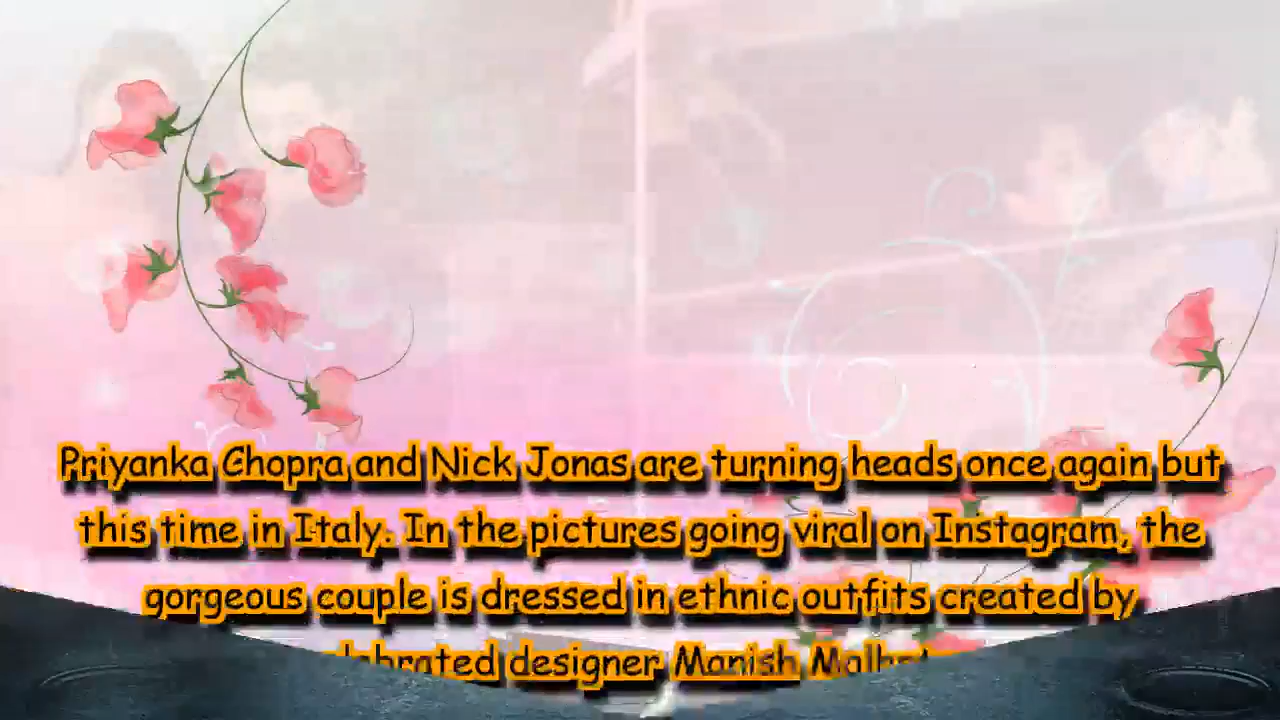 Priyanka Chopra and Nick Jonas are turning heads once again but
this time in Italy. In the pictures going viral on Instagram, the
gorgeous couple is dressed in ethnic outfits created by
designer Manish